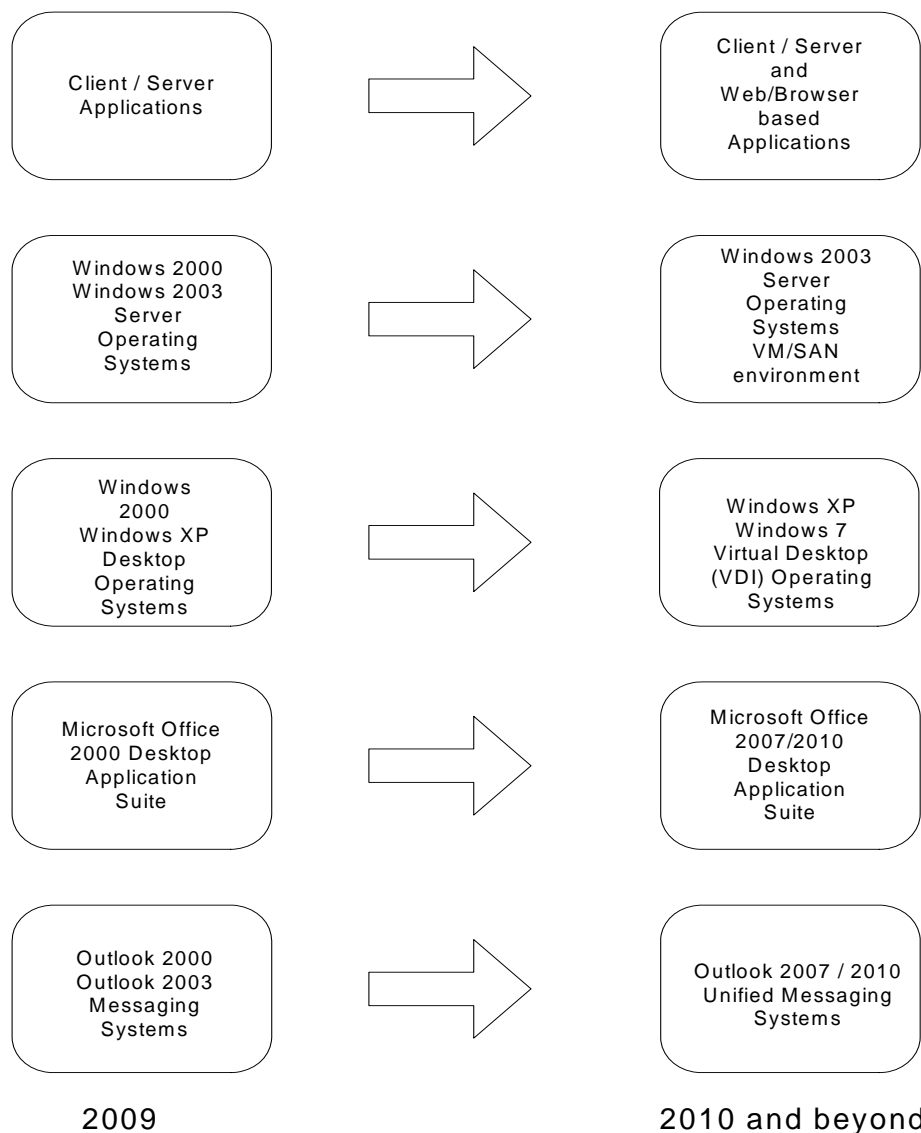 Client / Server
Applications
Client / Server
and
Web/Browser
based
Applications
Windows 2000
Windows 2003
Server
Operating
Systems
Windows 2003
Server
Operating
Systems
VM/SAN
environment
Windows
2000
Windows XP
Desktop
Operating
Systems
Windows XP
Windows 7
Virtual Desktop
(VDI) Operating
Systems
Microsoft Office
2000 Desktop
Application
Suite
Microsoft Office
2007/2010
Desktop
Application
Suite
Outlook 2000
Outlook 2003
Messaging
Systems
Outlook 2007 / 2010
Unified Messaging
Systems
2009
2010 and beyond